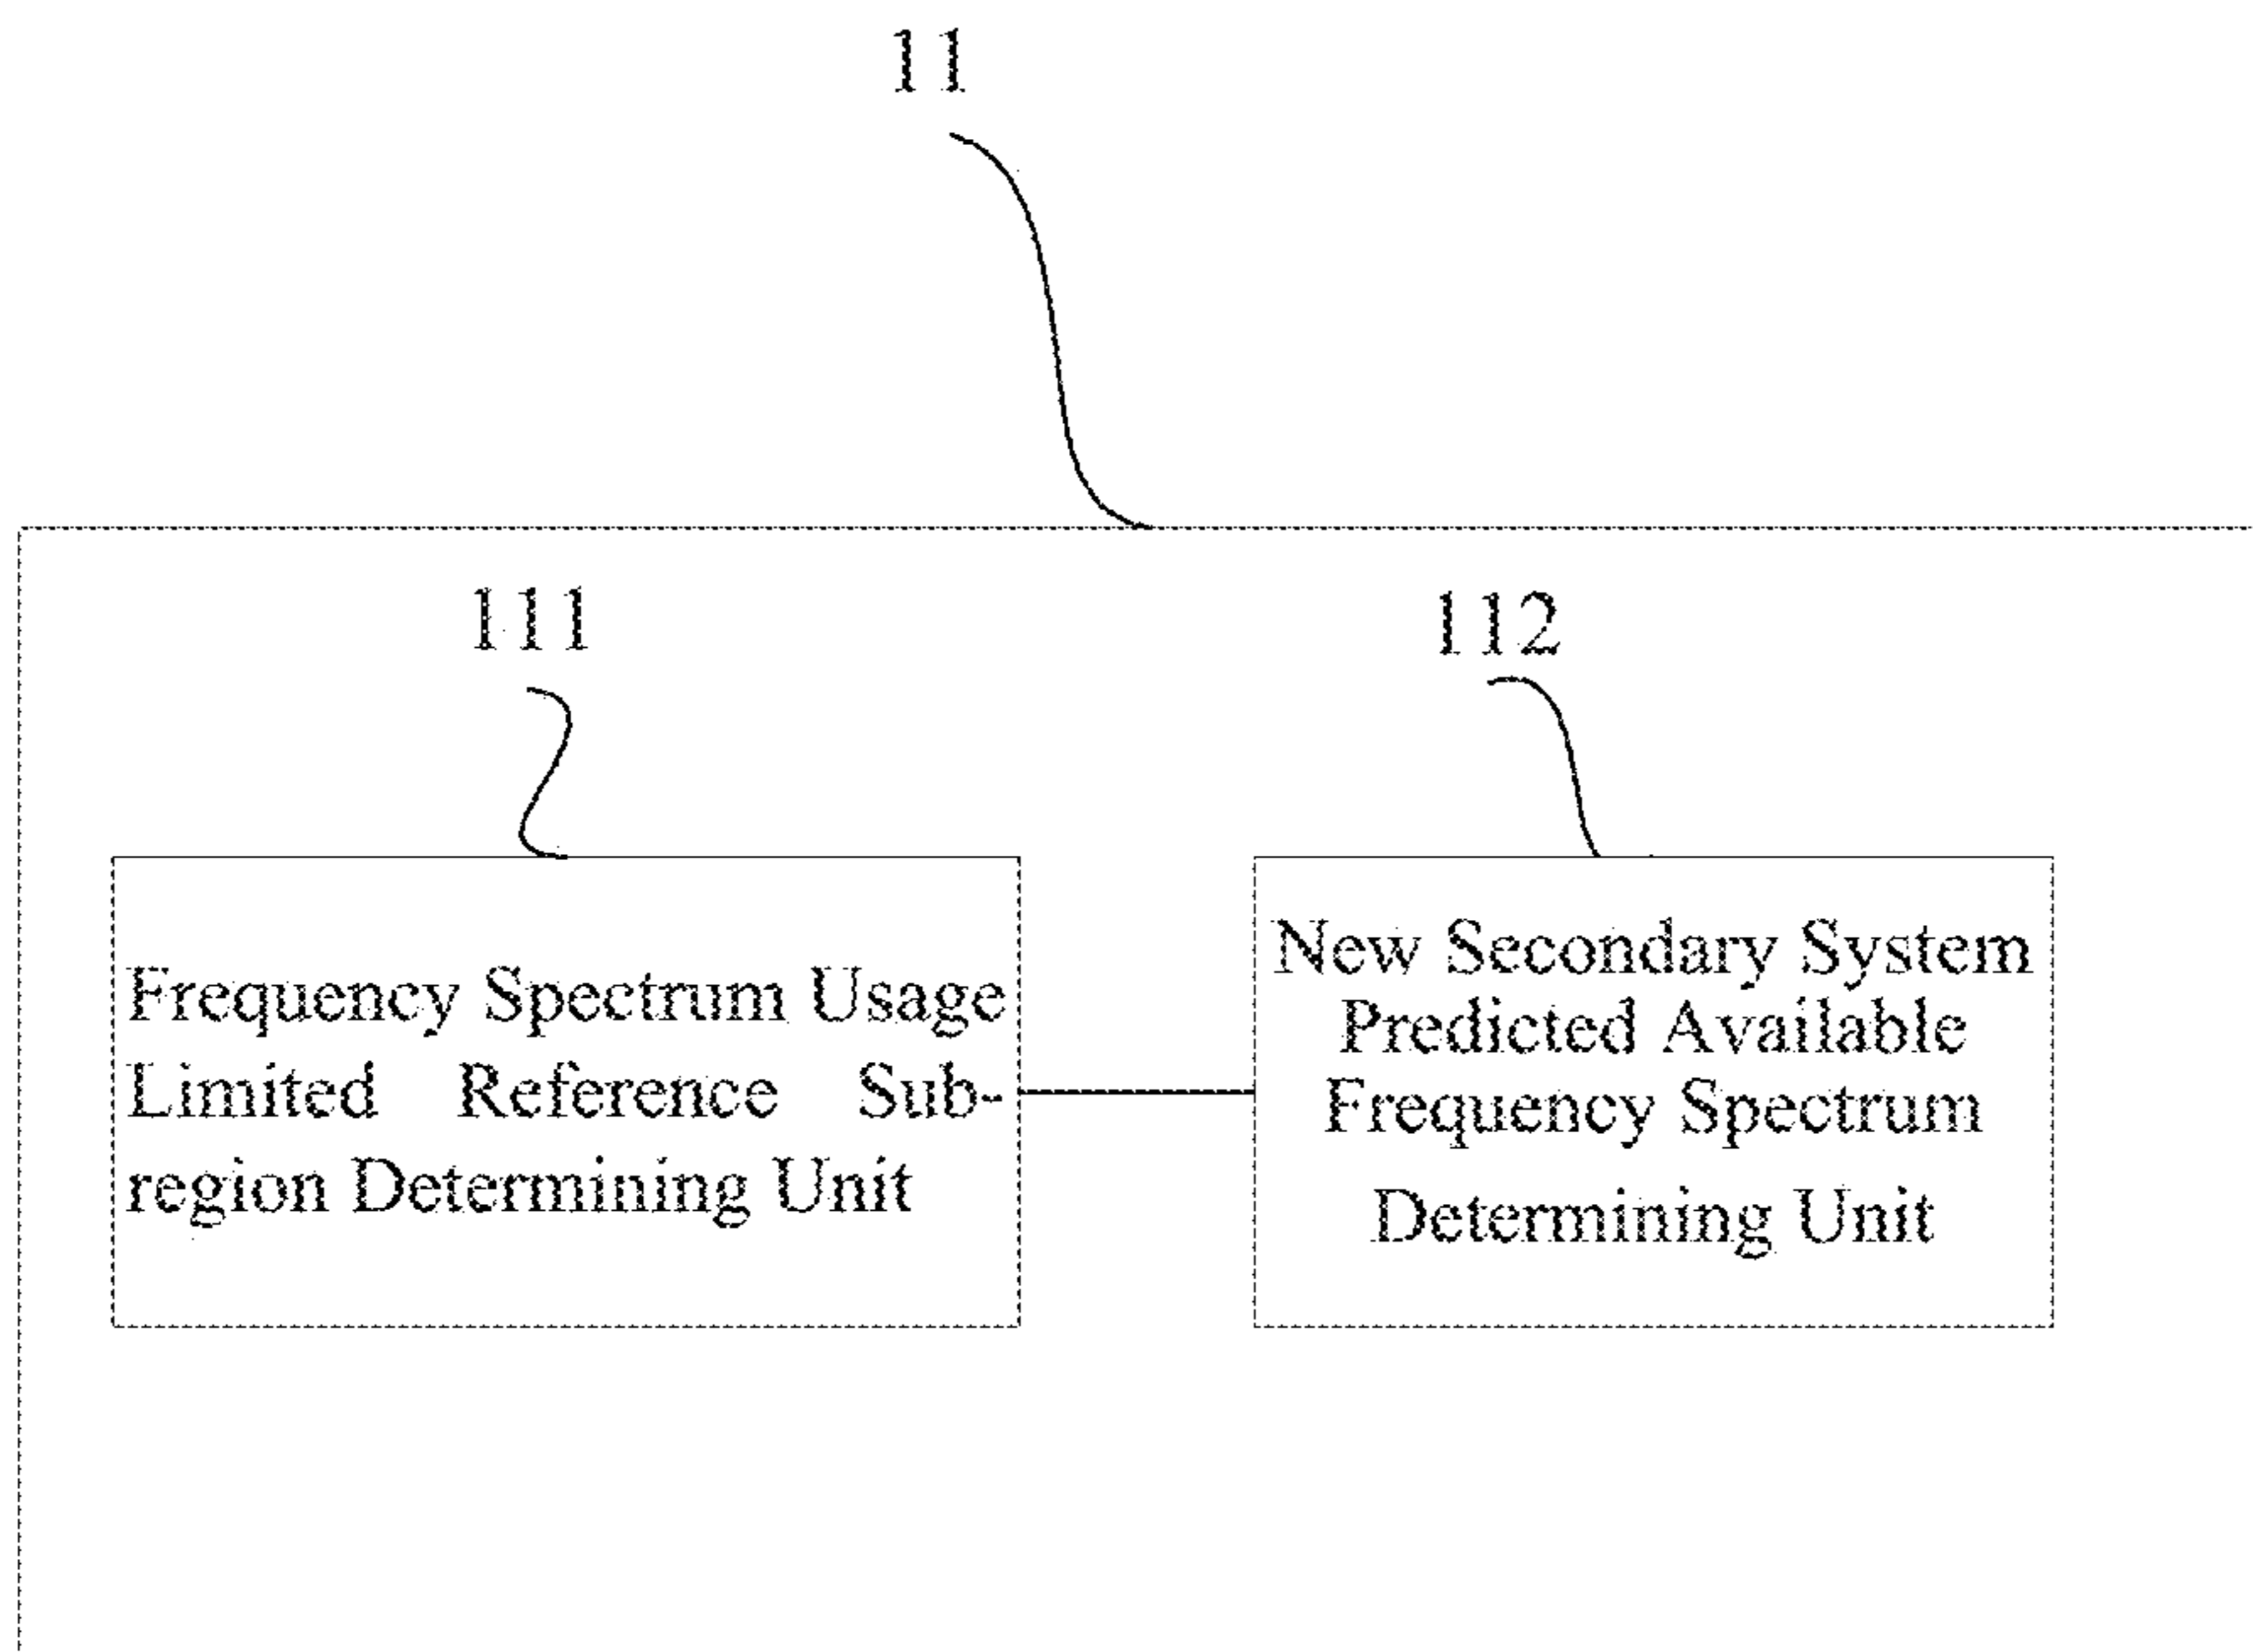 11
111
112
Frequency Spectrum Usage
Limited Reference Sub-
region Determining Unit
New Secondary System
Predicted Available
Frequency Spectrum
Determining Unit